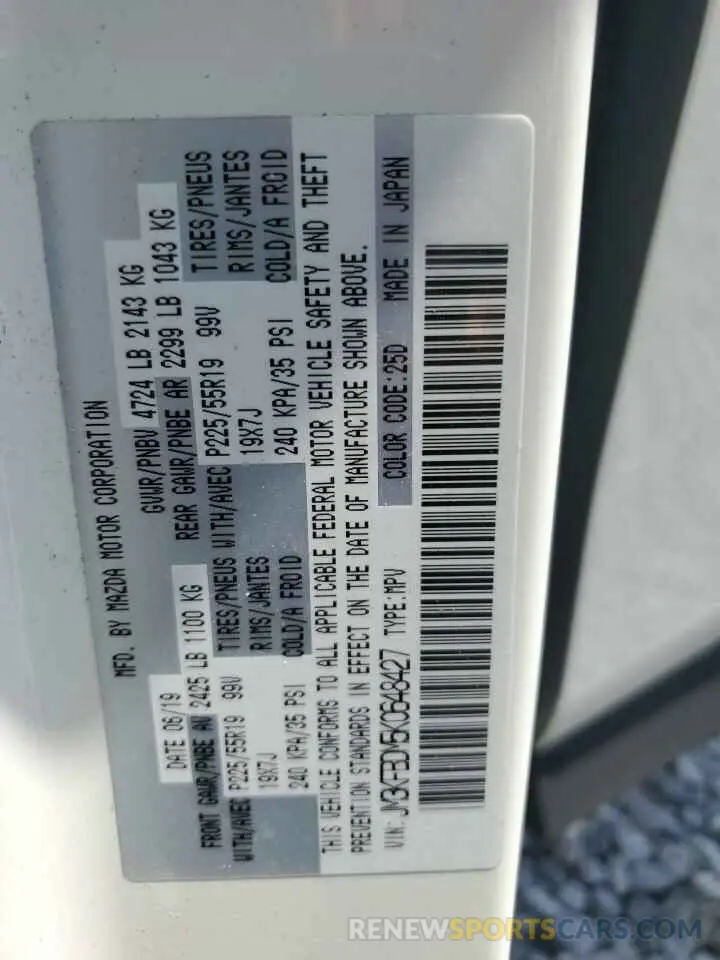 MFD. BY MAZDA MOTOR CORPORATION
DATE 06/19 GVWR/PNBV 4724 LB 2143 KG
FRONT GAWR/PNBE AV 2425 LB 1100 KG REAR GAWR/PNBE AR 2299 LB 1043 KG
WITH/AVEC P225/55R19 99V TIRES/PNEUS WITH/AVEC P225/55R19 99V TIRES/PNEUS
19X7J RIMS/JANTES 19X7J RIMS/JANTES
240 KPA/35 PSI COLD/A FROID 240 KPA/35 PSI COLD/A FROID
THIS VEHICLE CONFORMS TO ALL APPLICABLE FEDERAL MOTOR VEHICLE SAFETY AND THEFT
PREVENTION STANDARDS IN EFFECT ON THE DATE OF MANUFACTURE SHOWN ABOVE.
VIN: JM3KFBDM5K0648427 TYPE:MPV COLOR CODE:25D MADE IN JAPAN
RENEWSPORTSCARS.COM